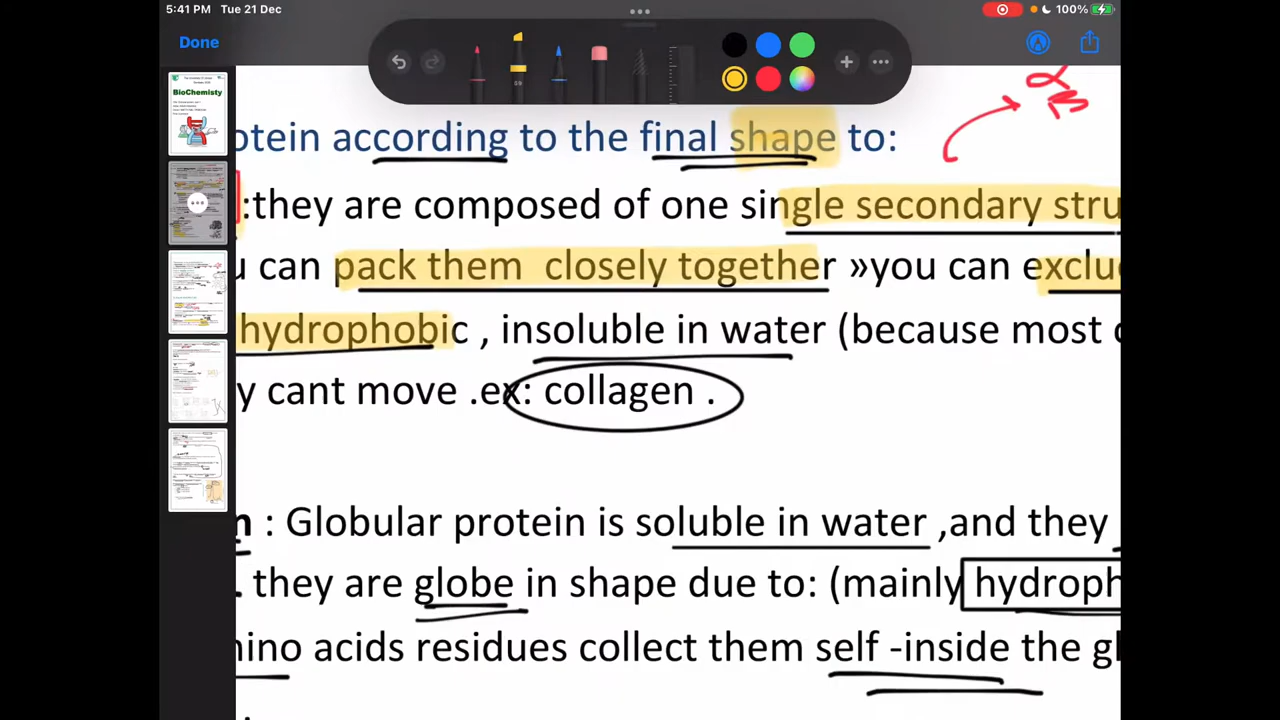 5:41 PM Tue 21 Dec
100%
Done
BioChemisty
α
β
otein according to the final shape to:
:they are composed of one single secondary stru
u can pack them closely together »you can exclu
hydrophobic , insoluble in water (because most
y cant move .ex: collagen .
: Globular protein is soluble in water ,and they
they are globe in shape due to: (mainly hydroph
mino acids residues collect them self -inside the gl